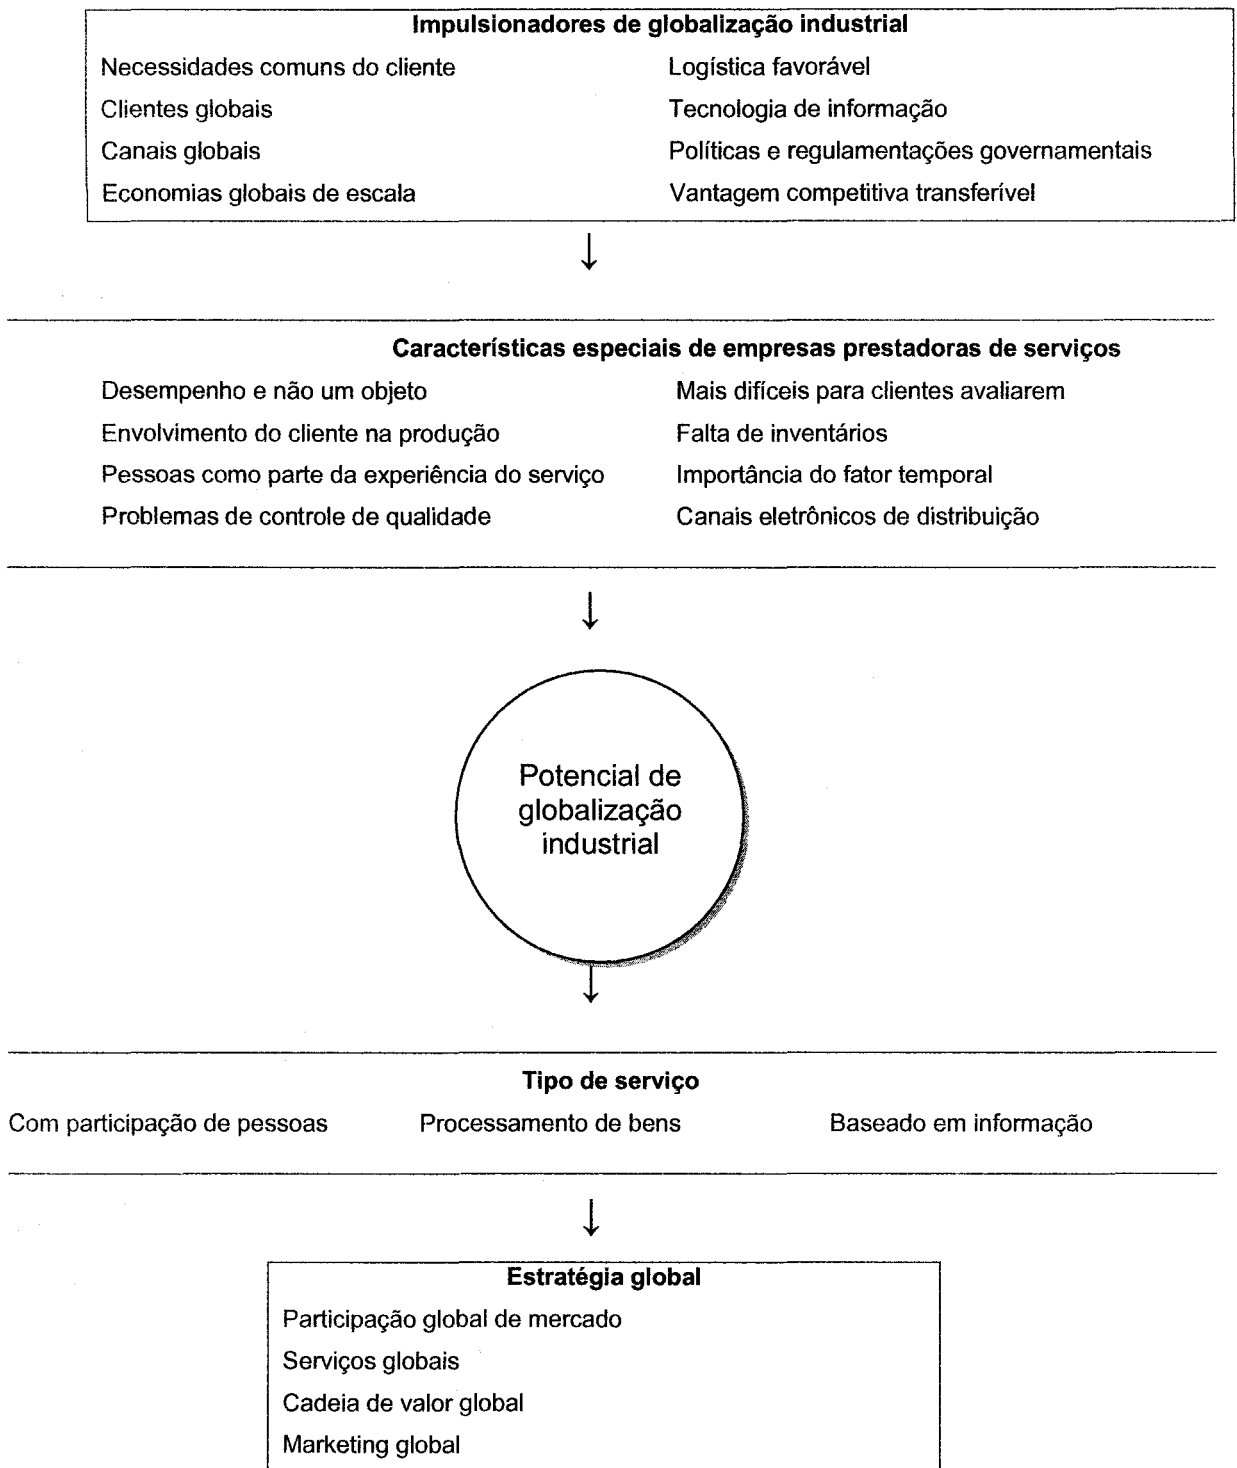 Impulsionadores de globalização industrial
Necessidades comuns do cliente
Logística favorável
Clientes globais
Tecnologia de informação
Canais globais
Políticas e regulamentações governamentais
Economias globais de escala
Vantagem competitiva transferível
Características especiais de empresas prestadoras de serviços
Desempenho e não um objeto
Mais difíceis para clientes avaliarem
Envolvimento do cliente na produção
Falta de inventários
Pessoas como parte da experiência do serviço
Importância do fator temporal
Problemas de controle de qualidade
Canais eletrônicos de distribuição
Potencial de
globalização
industrial
Tipo de serviço
Com participação de pessoas
Processamento de bens
Baseado em informação
Estratégia global
Participação global de mercado
Serviços globais
Cadeia de valor global
Marketing global